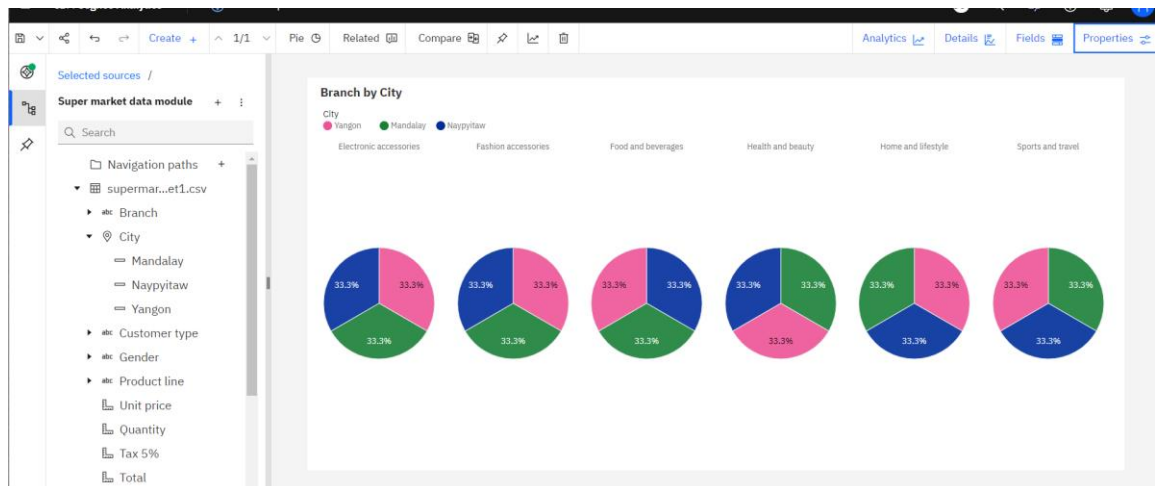 Create + 1/1 Pie Related Compare Analytics Details Fields Properties
Selected sources /
Super market data module +
Search
Navigation paths +
supermar...et1.csv
abc Branch
City
Mandalay
Naypyitaw
Yangon
abc Customer type
abc Gender
abc Product line
Unit price
Quantity
Tax 5%
Total
Branch by City
City
Yangon Mandalay Naypyitaw
Electronic accessories Fashion accessories Food and beverages Health and beauty Home and lifestyle Sports and travel
33.3% 33.3% 33.3% 33.3% 33.3% 33.3% 33.3% 33.3% 33.3% 33.3% 33.3% 33.3%
33.3% 33.3% 33.3% 33.3% 33.3% 33.3%